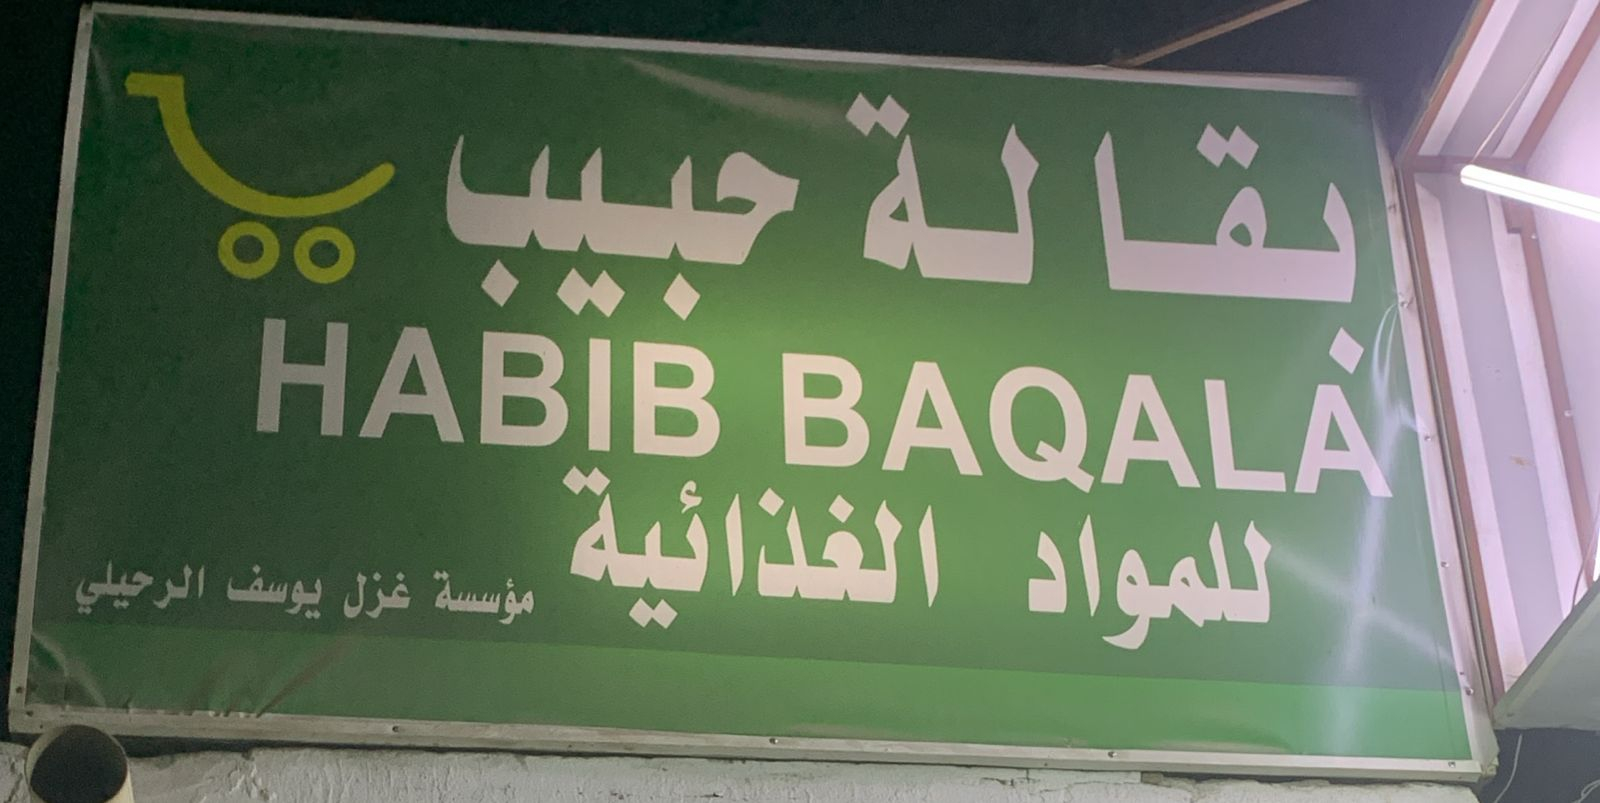 بقالة حبيب
HABIB BAQALA
للمواد الغذائية
مؤسسة غزل يوسف الرحيلي